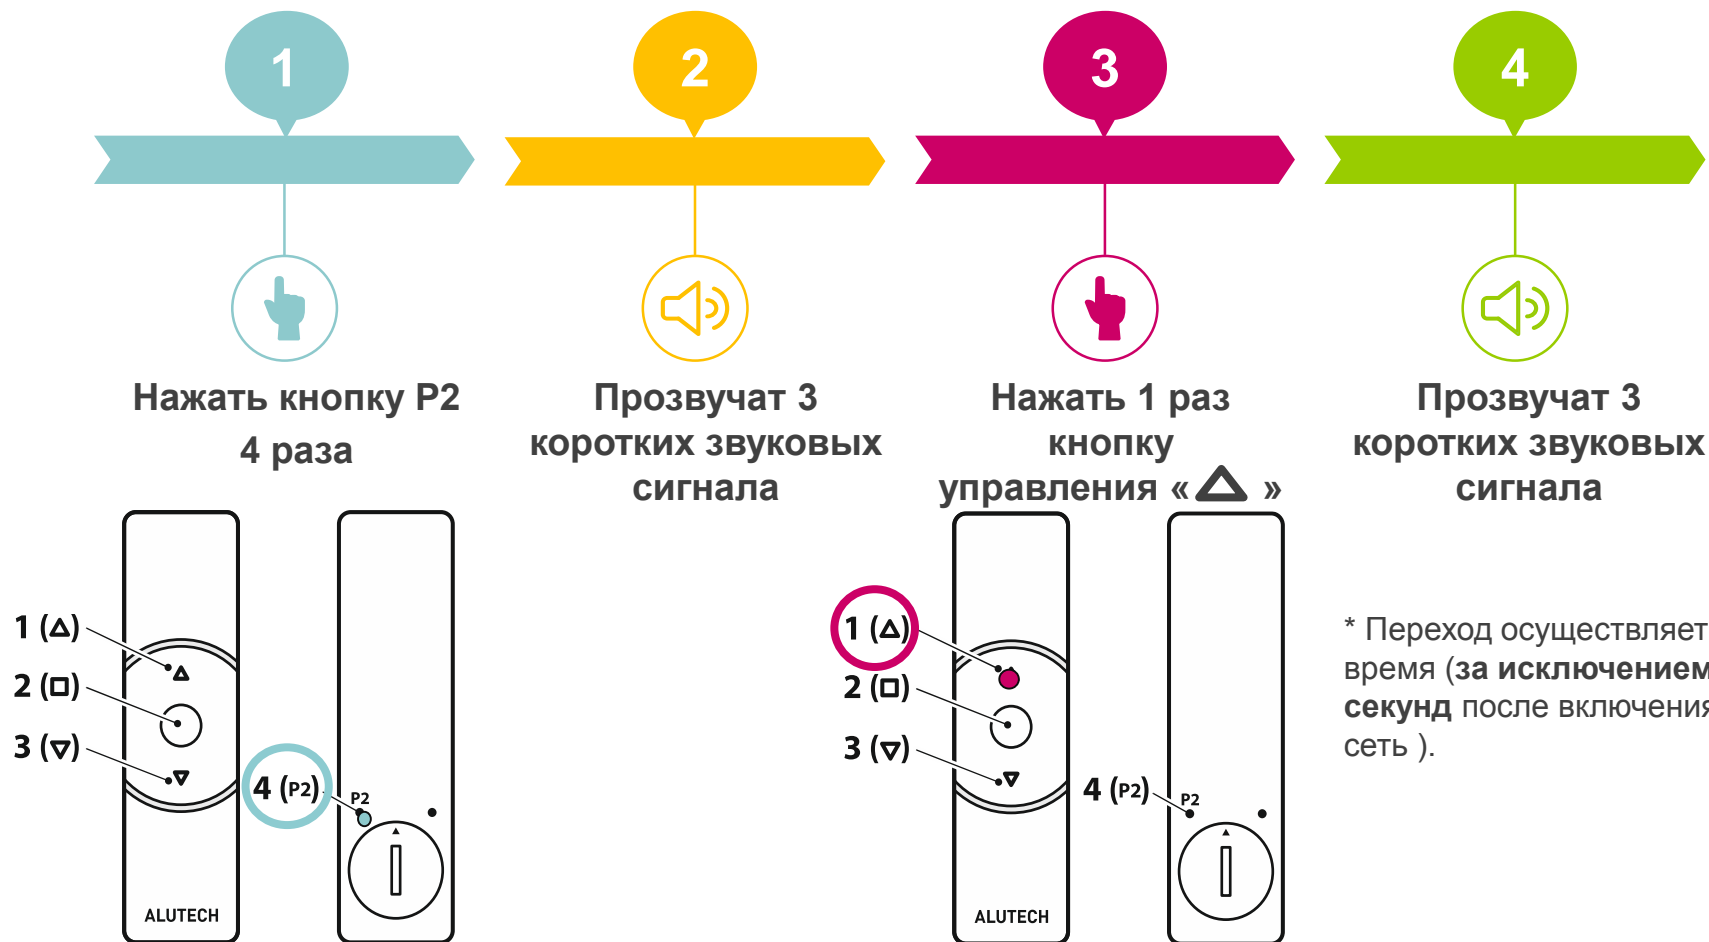 1
2
3
4
Нажать кнопку P2
4 раза
Прозвучат 3
коротких звуковых
сигнала
Нажать 1 раз
кнопку
управления «△ »
Прозвучат 3
коротких звуковых
сигнала
1 (△)
2 (□)
3 (▽)
4 (P2)
P2
ALUTECH
1 (△)
2 (□)
3 (▽)
4 (P2)
P2
ALUTECH
* Переход осуществляет
время (за исключением
секунд после включения
сеть ).